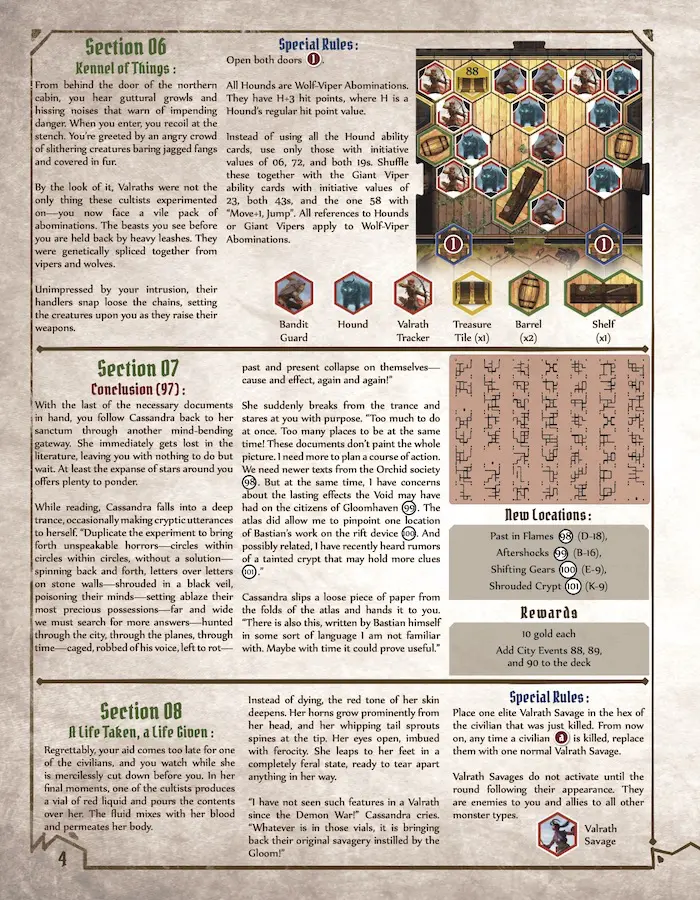 Section 06
Kennel of Things :
From behind the door of the northern
cabin, you hear guttural growls and
hissing noises that warn of impending
danger. When you enter, you recoil at the
stench. You're greeted by an angry crowd
of slithering creatures baring jagged fangs
and covered in fur.
By the look of it, Valraths were not the
only thing these cultists experimented
on—you now face a vile pack of
abominations. The beasts you see before
you are held back by heavy leashes. They
were genetically spliced together from
vipers and wolves.
Unimpressed by your intrusion, their
handlers snap loose the chains, setting
the creatures upon you as they raise their
weapons.
Special Rules :
Open both doors 1 .
All Hounds are Wolf-Viper Abominations.
They have H+3 hit points, where H is a
Hound's regular hit point value.
Instead of using all the Hound ability
cards, use only those with initiative
values of 06, 72, and both 19s. Shuffle
these together with the Giant Viper
ability cards with initiative values of
23, both 43s, and the one 58 with
"Move+1, Jump". All references to Hounds
or Giant Vipers apply to Wolf-Viper
Abominations.
88
1
1
Bandit
Guard
Hound
Valrath
Tracker
Treasure
Tile (x1)
Barrel
(x2)
Shelf
(x1)
Section 07
Conclusion (97) :
With the last of the necessary documents
in hand, you follow Cassandra back to her
sanctum through another mind-bending
gateway. She immediately gets lost in the
literature, leaving you with nothing to do but
wait. At least the expanse of stars around you
offers plenty to ponder.
While reading, Cassandra falls into a deep
trance, occasionally making cryptic utterances
to herself. "Duplicate the experiment to bring
forth unspeakable horrors—circles within
circles within circles, without a solution—
spinning back and forth, letters over letters
on stone walls—shrouded in a black veil,
poisoning their minds—setting ablaze their
most precious possessions—far and wide
we must search for more answers—hunted
through the city, through the planes, through
time—caged, robbed of his voice, left to rot—
past and present collapse on themselves—
cause and effect, again and again!"
She suddenly breaks from the trance and
stares at you with purpose. "Too much to do
at once. Too many places to be at the same
time! These documents don't paint the whole
picture. I need more to plan a course of action.
We need newer texts from the Orchid society
98. But at the same time, I have concerns
about the lasting effects the Void may have
had on the citizens of Gloomhaven 99. The
atlas did allow me to pinpoint one location
of Bastian's work on the rift device 100. And
possibly related, I have recently heard rumors
of a tainted crypt that may hold more clues
101."
Cassandra slips a loose piece of paper from
the folds of the atlas and hands it to you.
"There is also this, written by Bastian himself
in some sort of language I am not familiar
with. Maybe with time it could prove useful."
New Locations :
Past in Flames 98 (D-18),
Aftershocks 99 (B-16),
Shifting Gears 100 (E-9),
Shrouded Crypt 101 (K-9)
Rewards
10 gold each
Add City Events 88, 89,
and 90 to the deck
Section 08
A Life Taken, a Life Given :
Regrettably, your aid comes too late for one
of the civilians, and you watch while she
is mercilessly cut down before you. In her
final moments, one of the cultists produces
a vial of red liquid and pours the contents
over her. The fluid mixes with her blood
and permeates her body.
Instead of dying, the red tone of her skin
deepens. Her horns grow prominently from
her head, and her whipping tail sprouts
spines at the tip. Her eyes open, imbued
with ferocity. She leaps to her feet in a
completely feral state, ready to tear apart
anything in her way.
"I have not seen such features in a Valrath
since the Demon War!" Cassandra cries.
"Whatever is in those vials, it is bringing
back their original savagery instilled by the
Gloom!"
Special Rules :
Place one elite Valrath Savage in the hex of
the civilian that was just killed. From now
on, any time a civilian a is killed, replace
them with one normal Valrath Savage.
Valrath Savages do not activate until the
round following their appearance. They
are enemies to you and allies to all other
monster types.
Valrath
Savage
4